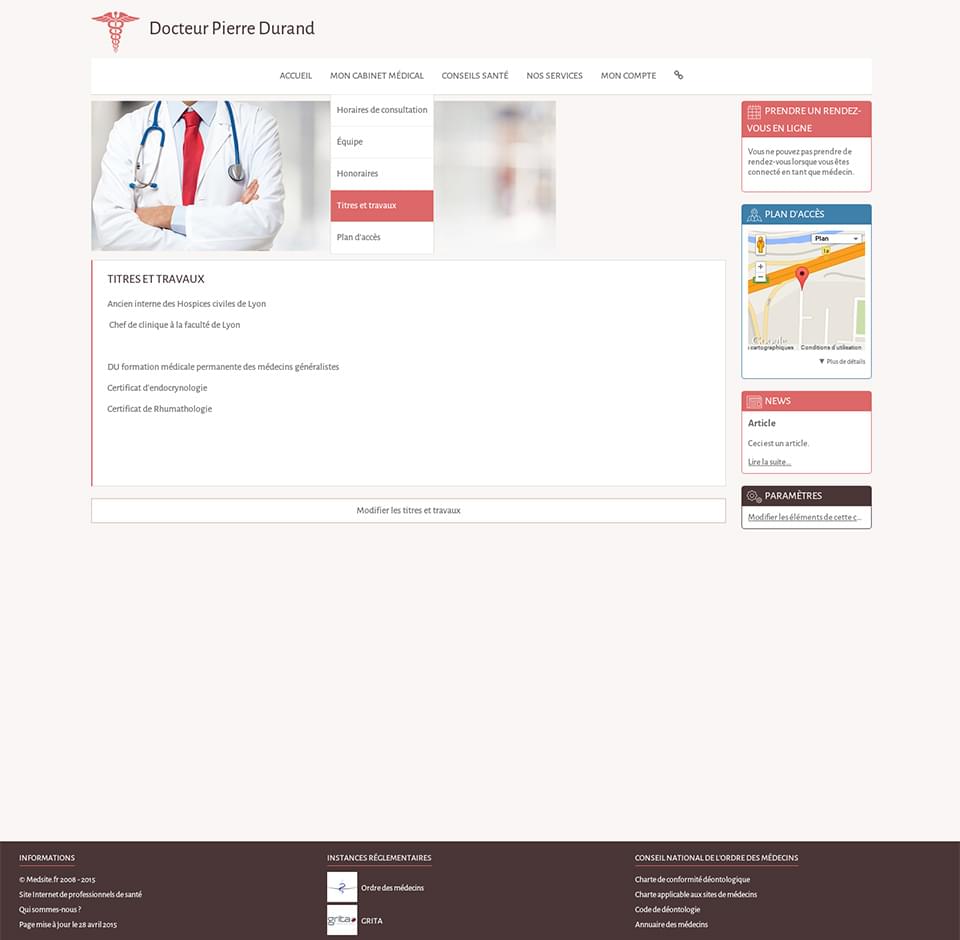 Docteur Pierre Durand
ACCUEIL MON CABINET MÉDICAL CONSEILS SANTÉ NOS SERVICES MON COMPTE
Horaires de consultation
Équipe
Honoraires
Titres et travaux
Plan d'accès
TITRES ET TRAVAUX
Ancien interne des Hospices civiles de Lyon
Chef de clinique à la faculté de Lyon
DU formation médicale permanente des médecins généralistes
Certificat d'endocrynologie
Certificat de Rhumathologie
Modifier les titres et travaux
PRENDRE UN RENDEZ-
VOUS EN LIGNE
Vous ne pouvez pas prendre de
rendez-vous lorsque vous êtes
connecté en tant que médecin.
PLAN D'ACCÈS
Plan
Google
cartographiques Conditions d'utilisation
▼ Plus de détails
NEWS
Article
Ceci est un article.
Lire la suite...
PARAMÈTRES
Modifier les éléments de cette c...
INFORMATIONS
© Medsite.fr 2008 - 2015
Site Internet de professionnels de santé
Qui sommes-nous ?
Page mise à jour le 28 avril 2015
INSTANCES RÉGLEMENTAIRES
Ordre des médecins
grita
GRITA
CONSEIL NATIONAL DE L'ORDRE DES MÉDECINS
Charte de conformité déontologique
Charte applicable aux sites de médecins
Code de déontologie
Annuaire des médecins